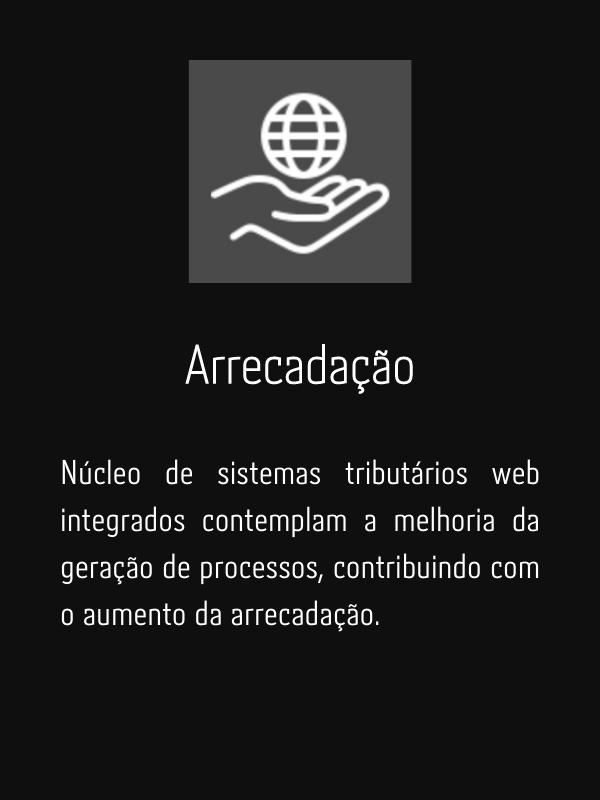 Arrecadação
Núcleo de sistemas tributários web
integrados contemplam a melhoria da
geração de processos, contribuindo com
o aumento da arrecadação.